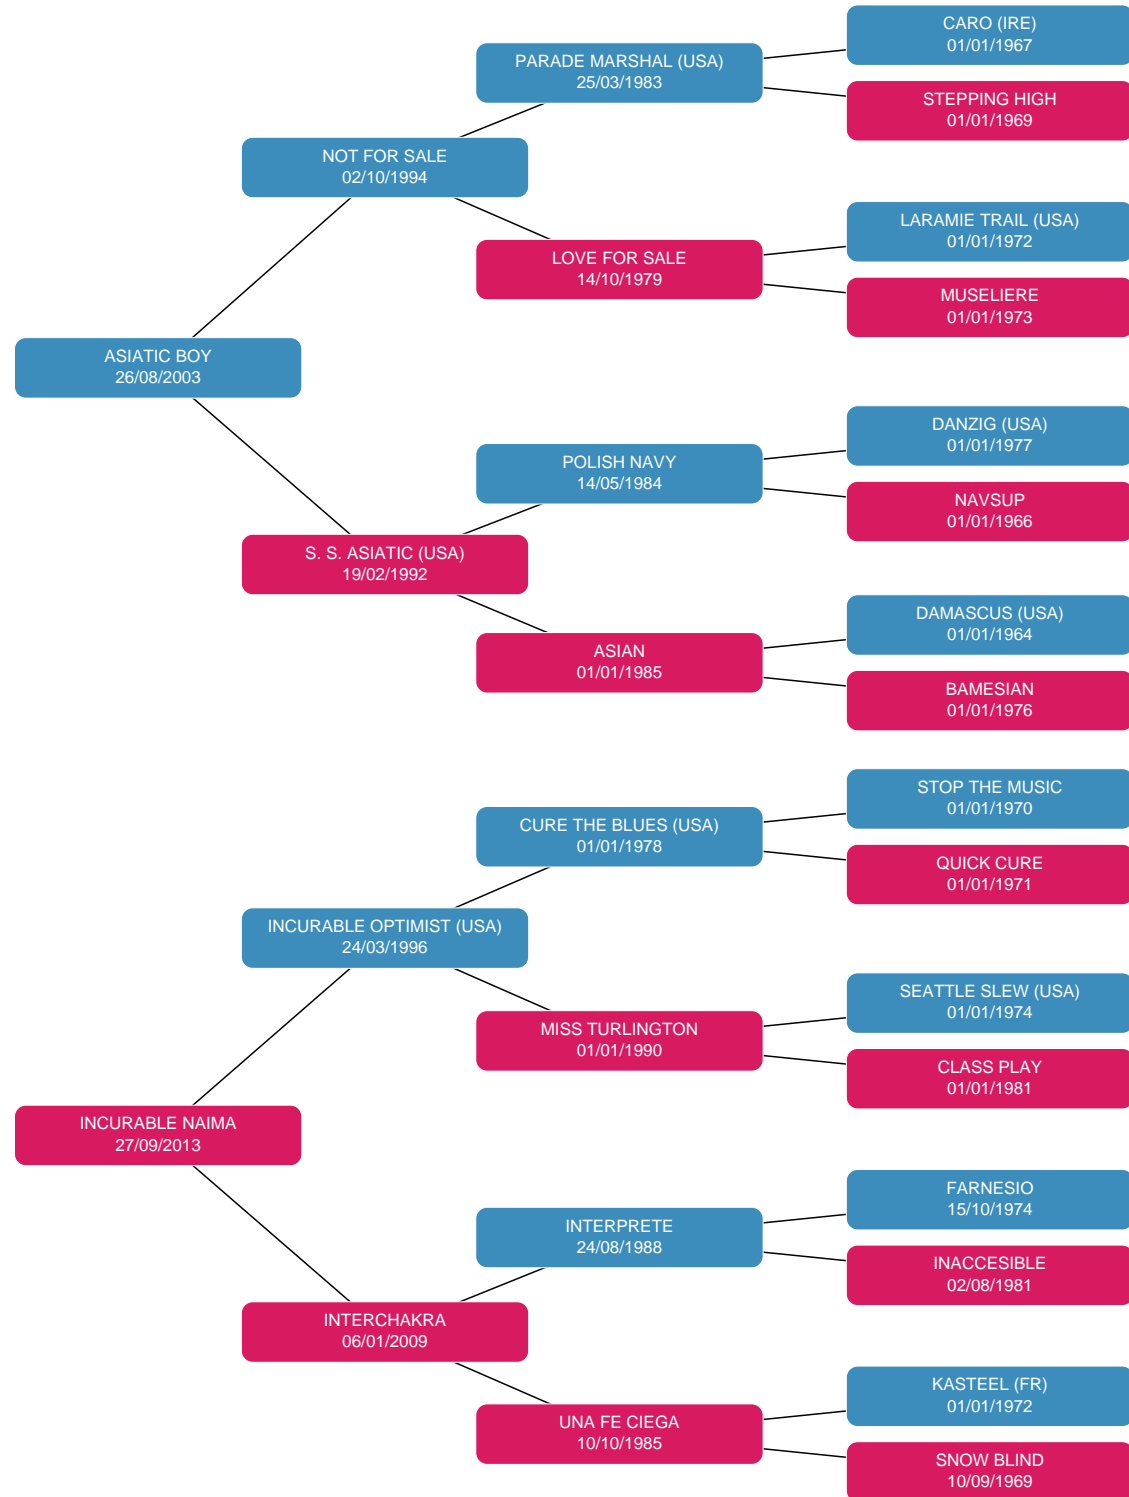 CARO (IRE)
01/01/1967
PARADE MARSHAL (USA)
25/03/1983
STEPPING HIGH
01/01/1969
NOT FOR SALE
02/10/1994
LARAMIE TRAIL (USA)
01/01/1972
LOVE FOR SALE
14/10/1979
MUSELIERE
01/01/1973
ASIATIC BOY
26/08/2003
DANZIG (USA)
01/01/1977
POLISH NAVY
14/05/1984
NAVSUP
01/01/1966
S. S. ASIATIC (USA)
19/02/1992
DAMASCUS (USA)
01/01/1964
ASIAN
01/01/1985
BAMESIAN
01/01/1976
STOP THE MUSIC
01/01/1970
CURE THE BLUES (USA)
01/01/1978
QUICK CURE
01/01/1971
INCURABLE OPTIMIST (USA)
24/03/1996
SEATTLE SLEW (USA)
01/01/1974
MISS TURLINGTON
01/01/1990
CLASS PLAY
01/01/1981
INCURABLE NAIMA
27/09/2013
FARNESIO
15/10/1974
INTERPRETE
24/08/1988
INACCESIBLE
02/08/1981
INTERCHAKRA
06/01/2009
KASTEEL (FR)
01/01/1972
UNA FE CIEGA
10/10/1985
SNOW BLIND
10/09/1969